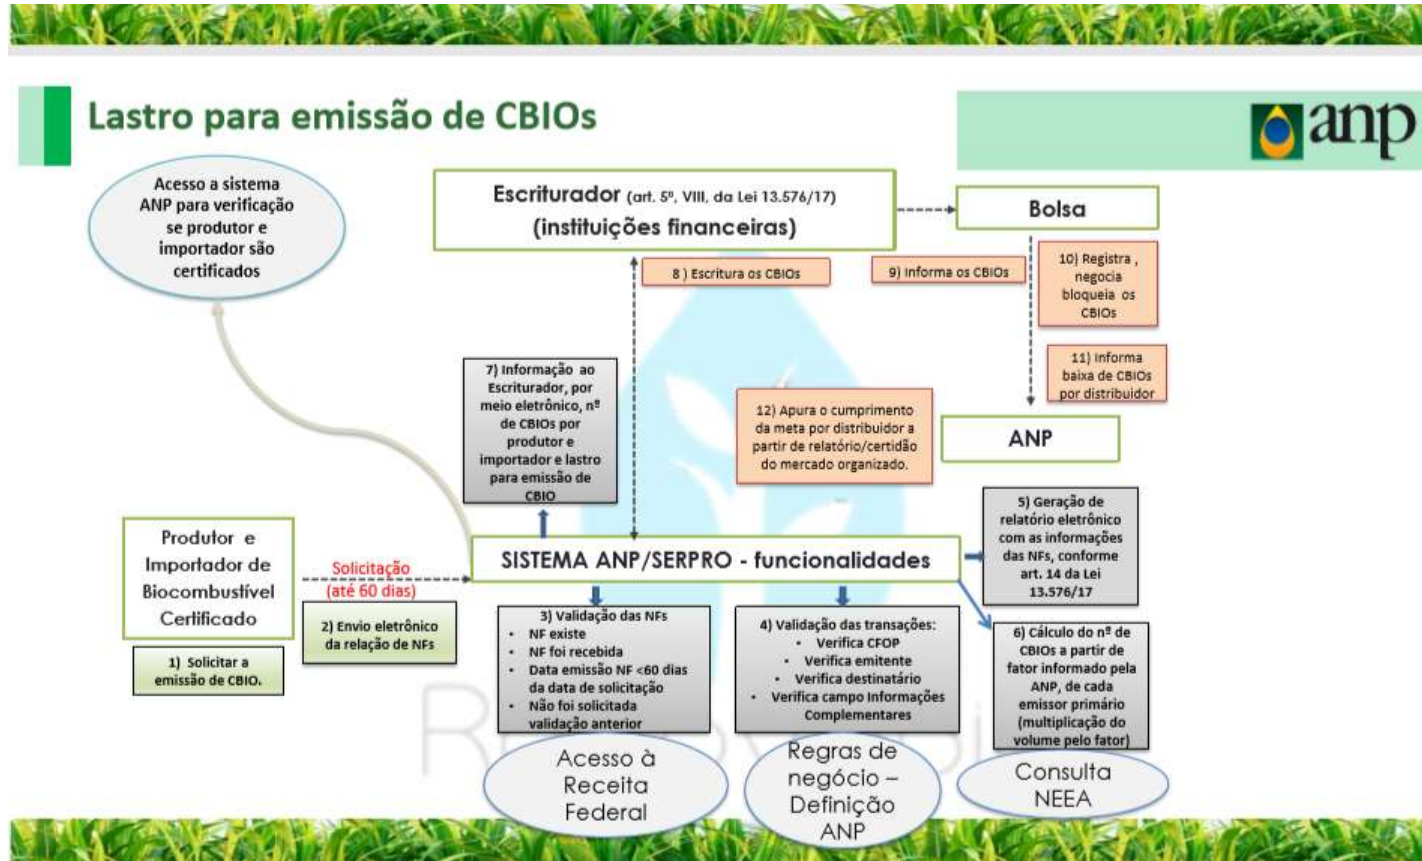 Lastro para emissão de CBIOs
anp
Acesso a sistema
ANP para verificação
se produtor e
importador são
certificados
Escriturador (art. 5º, VIII, da Lei 13.576/17)
(instituições financeiras)
Bolsa
8 ) Escritura os CBIOs
9) Informa os CBIOs
10) Registra ,
negocia
bloqueia os
CBIOs
11) Informa
baixa de CBIOs
por distribuidor
7) Informação ao
Escriturador, por
meio eletrônico, nº
de CBIOs por
produtor e
importador e lastro
para emissão de
CBIO
12) Apura o cumprimento
da meta por distribuidor a
partir de relatório/certidão
do mercado organizado.
ANP
Produtor e
Importador de
Biocombustível
Certificado
Solicitação
(até 60 dias)
SISTEMA ANP/SERPRO - funcionalidades
5) Geração de
relatório eletrônico
com as informações
das NFs, conforme
art. 14 da Lei
13.576/17
1) Solicitar a
emissão de CBIO.
2) Envio eletrônico
da relação de NFs
3) Validação das NFs
• NF existe
• NF foi recebida
• Data emissão NF <60 dias
da data de solicitação
• Não foi solicitada
validação anterior
4) Validação das transações:
• Verifica CFOP
• Verifica emitente
• Verifica destinatário
• Verifica campo Informações
Complementares
6) Cálculo do nº de
CBIOs a partir de
fator informado pela
ANP, de cada
emissor primário
(multiplicação do
volume pelo fator)
Acesso à
Receita
Federal
Regras de
negócio –
Definição
ANP
Consulta
NEEA